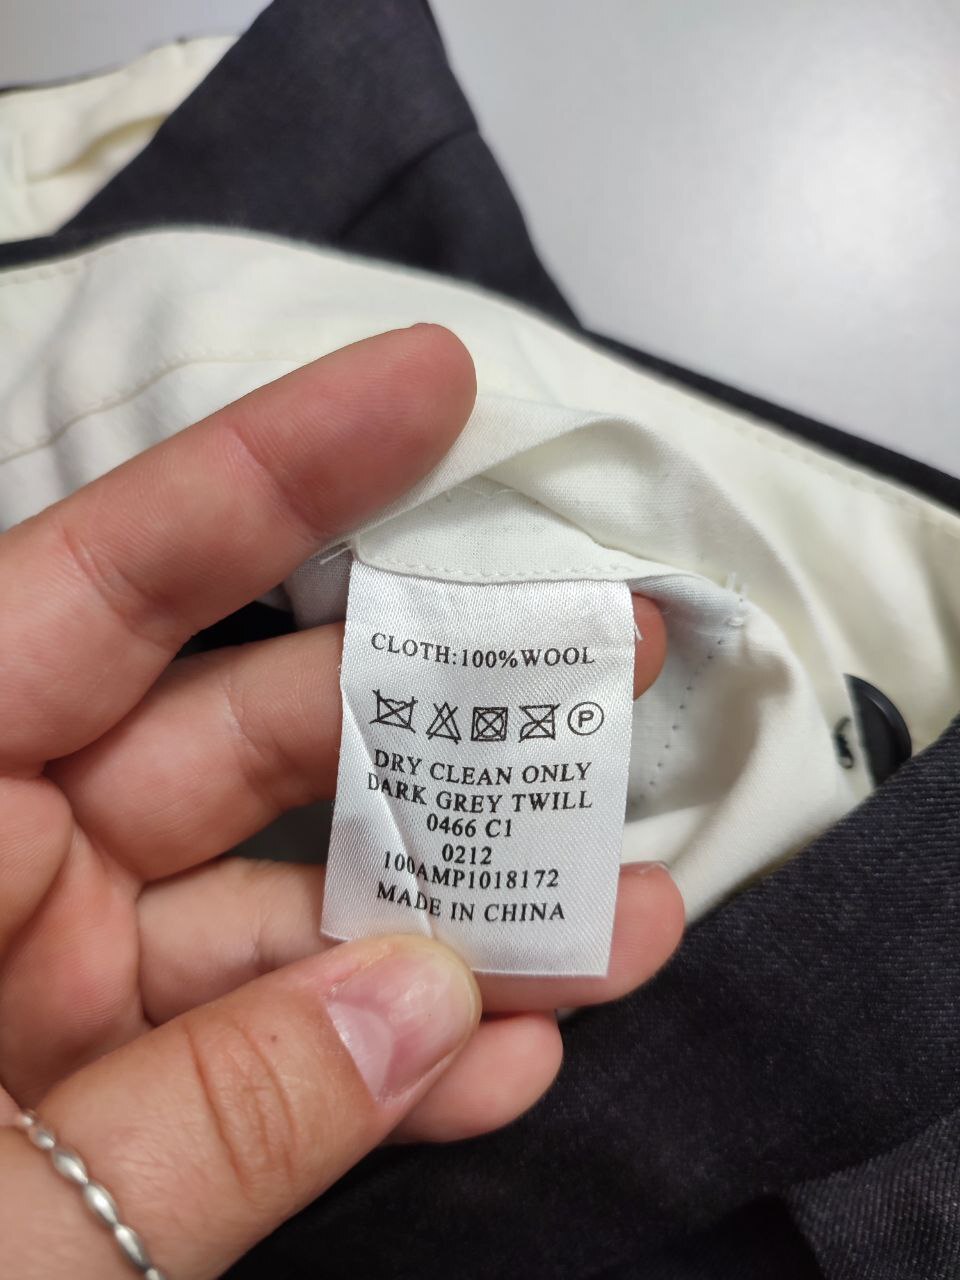 CLOTH:100%WOOL
P
DRY CLEAN ONLY
DARK GREY TWILL
0466 C1
0212
100AMP1018172
MADE IN CHINA